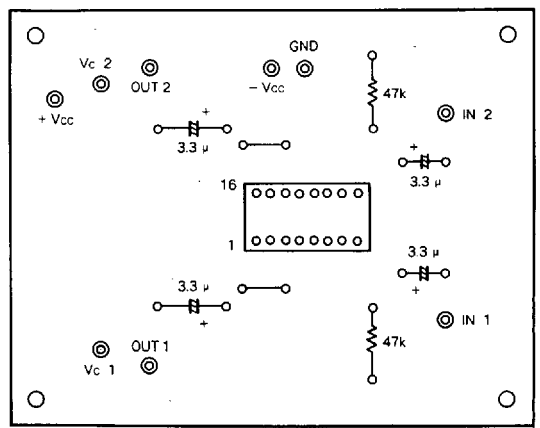 GND
Vc 2
OUT 2
− Vcc
+ Vcc
47k
IN 2
+
3.3 μ
+
3.3 μ
16
1
3.3 μ
+
3.3 μ
+
IN 1
47k
OUT 1
Vc 1